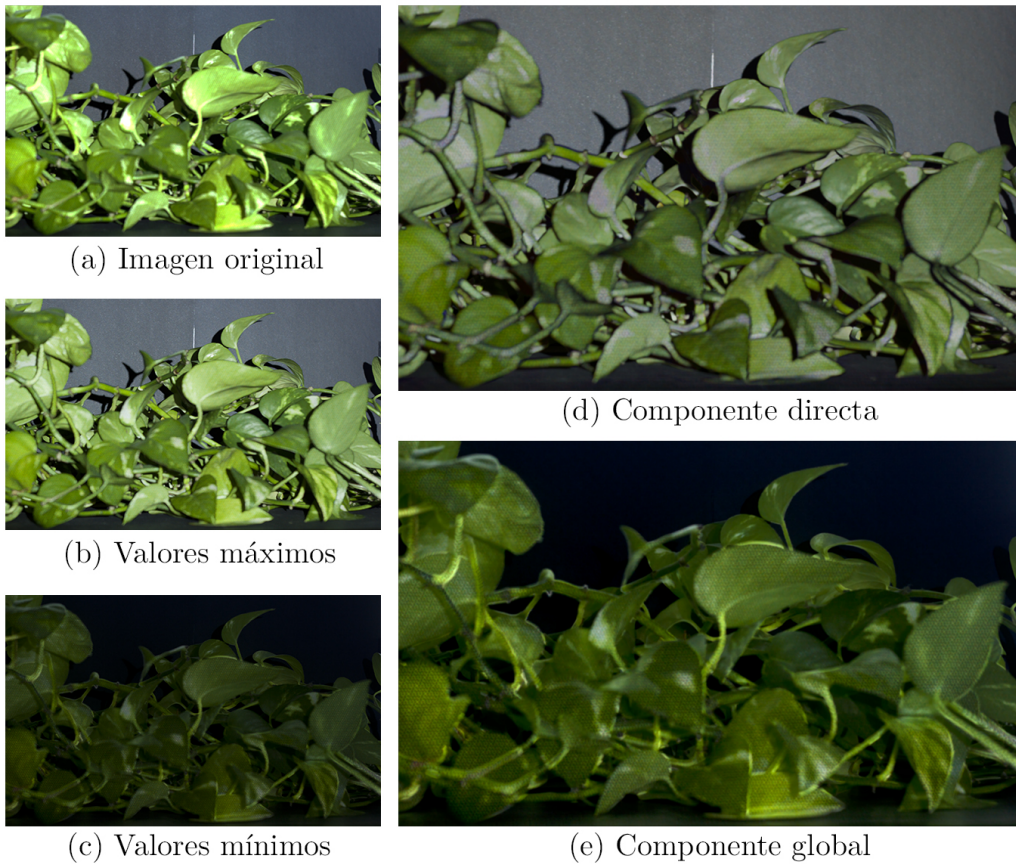 (a) Imagen original
(b) Valores máximos
(c) Valores mínimos
(d) Componente directa
(e) Componente global